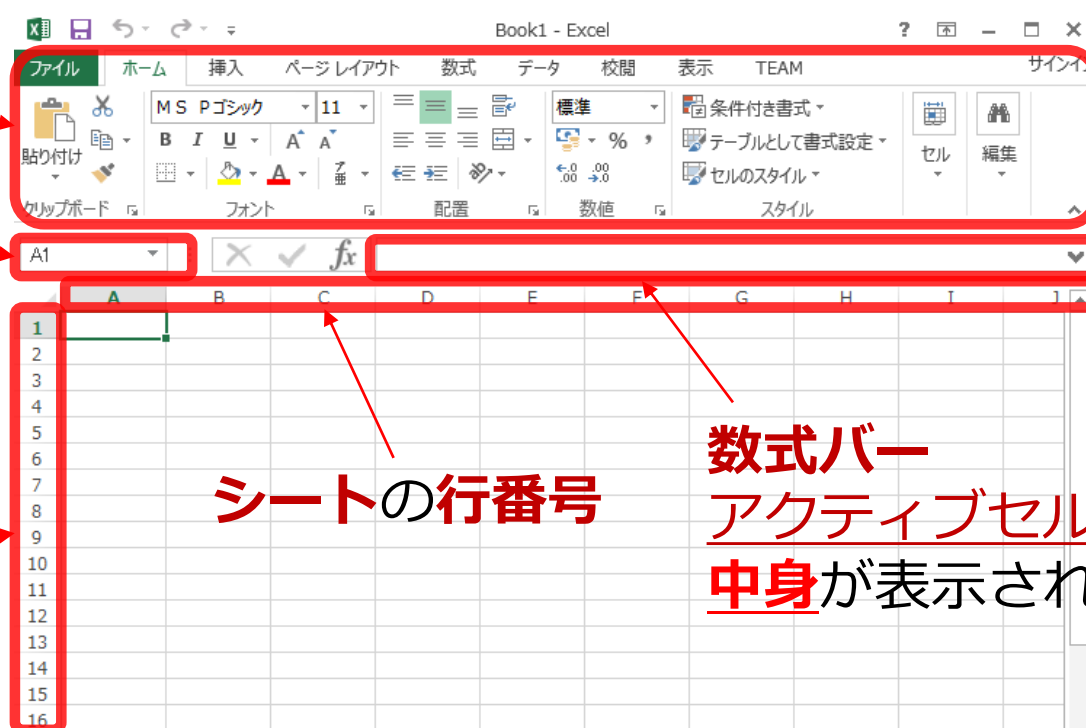 Book1 - Excel
?
ファイル ホーム 挿入 ページ レイアウト 数式 データ 校閲 表示 TEAM サインイン
貼り付け
MS Pゴシック 11
標準
B I U A A
% ,
A
ア
亜
.0 .00
.00 .0
条件付き書式
テーブルとして書式設定
セルのスタイル
セル
編集
クリップボード フォント 配置 数値 スタイル
A1
fx
A B C D E F G H I J
1
2
3
4
5
6
7
8
9
10
11
12
13
14
15
16
シートの行番号
数式バー
アクティブセル
中身が表示され